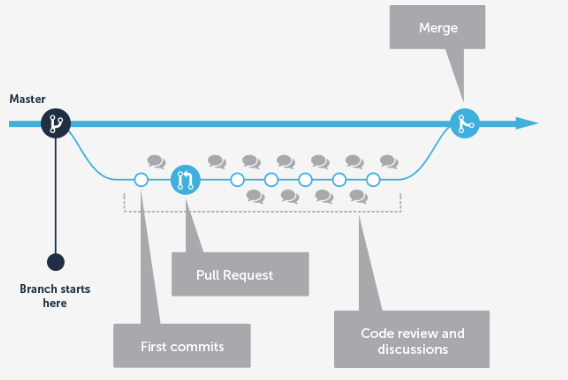 Merge
Master
Branch starts
here
Pull Request
First commits
Code review and
discussions